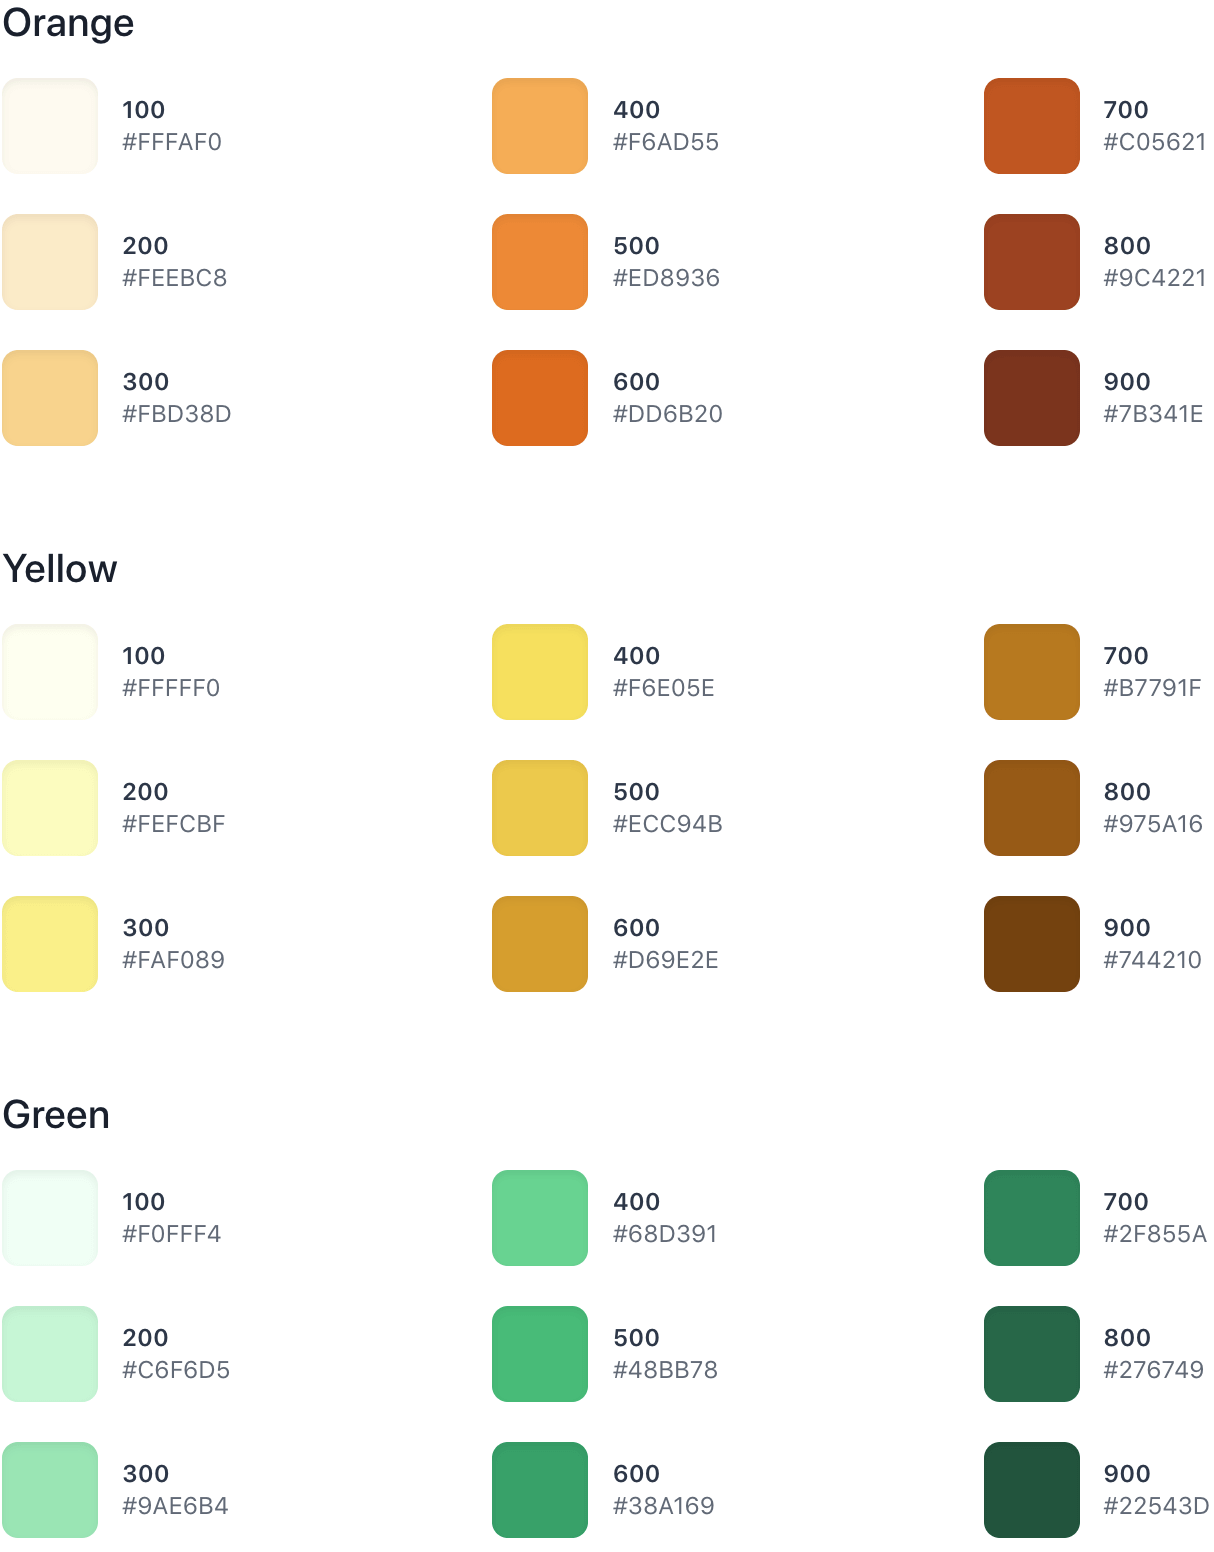 Orange
100
#FFFAF0
400
#F6AD55
700
#C05621
200
#FEEBC8
500
#ED8936
800
#9C4221
300
#FBD38D
600
#DD6B20
900
#7B341E
Yellow
100
#FFFFF0
400
#F6E05E
700
#B7791F
200
#FEFCBF
500
#ECC94B
800
#975A16
300
#FAF089
600
#D69E2E
900
#744210
Green
100
#F0FFF4
400
#68D391
700
#2F855A
200
#C6F6D5
500
#48BB78
800
#276749
300
#9AE6B4
600
#38A169
900
#22543D